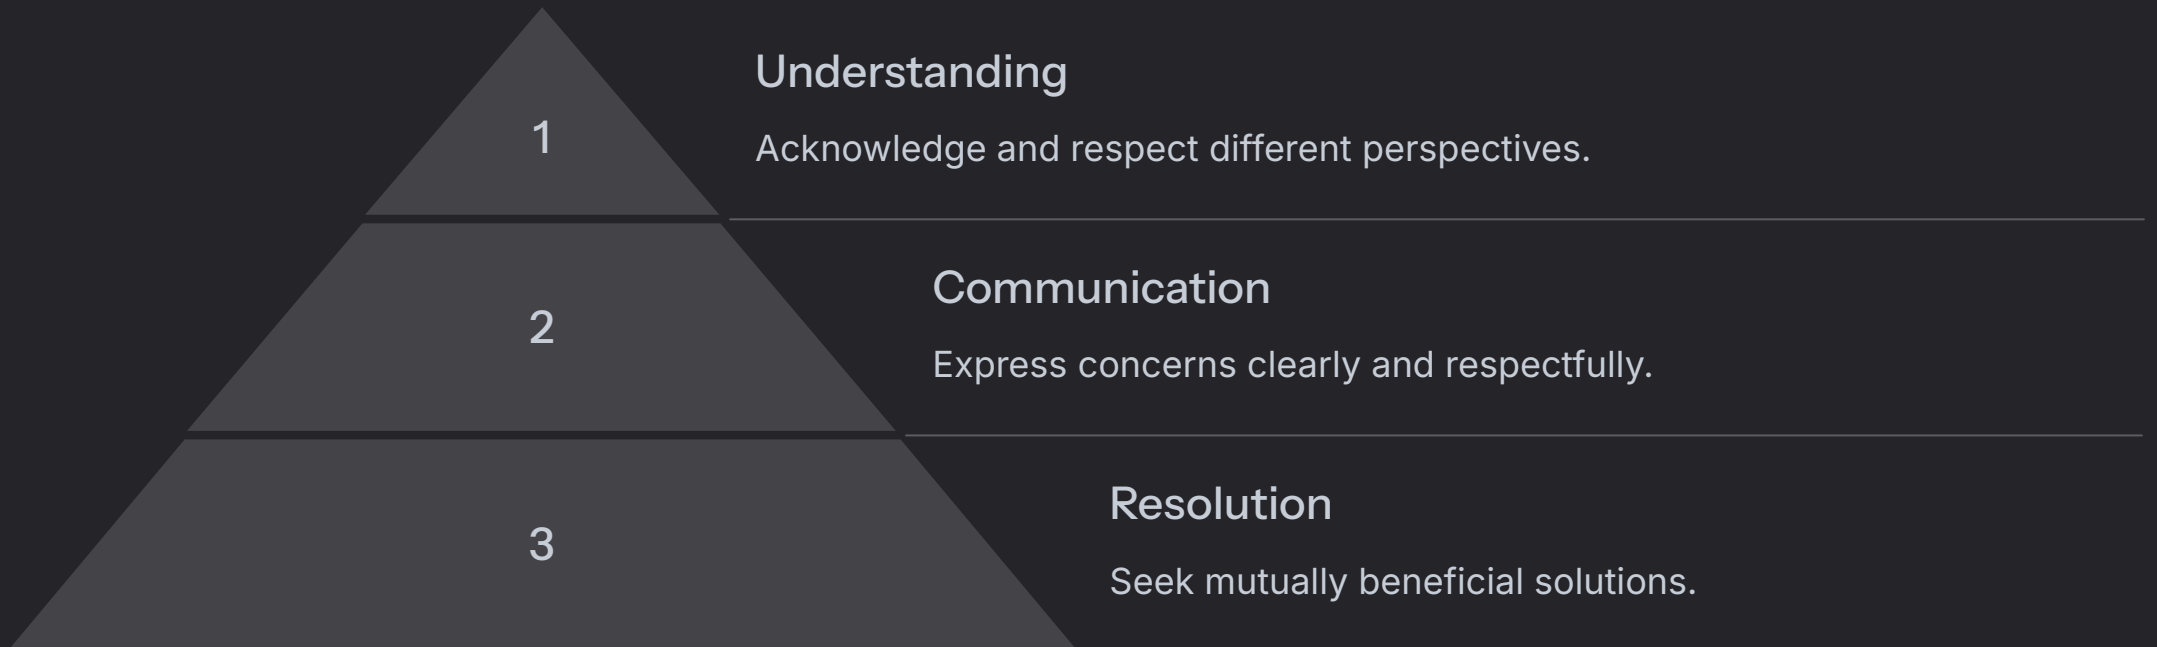 1
Understanding
Acknowledge and respect different perspectives.
2
Communication
Express concerns clearly and respectfully.
3
Resolution
Seek mutually beneficial solutions.